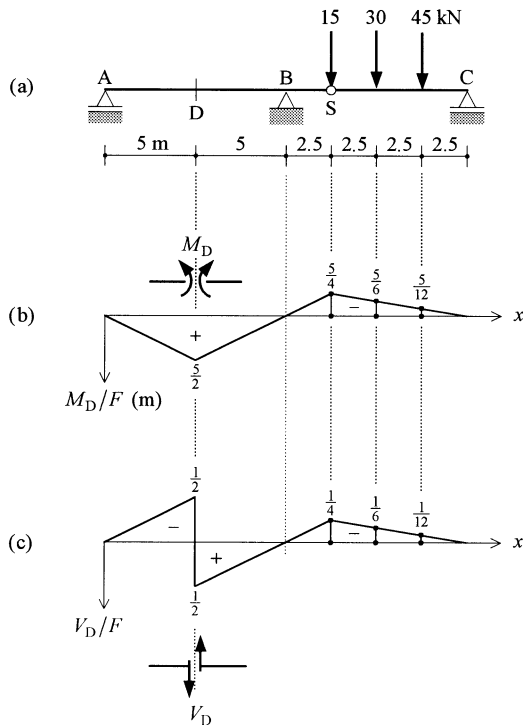 15 30 45 kN
(a) A B C
D S
5 m 5 2.5 2.5 2.5 2.5
M_D
5/4 5/6 5/12
(b) − x
+
5/2
M_D/F (m)
1/2
1/4 1/6 1/12
(c) − + − x
1/2
V_D/F
V_D